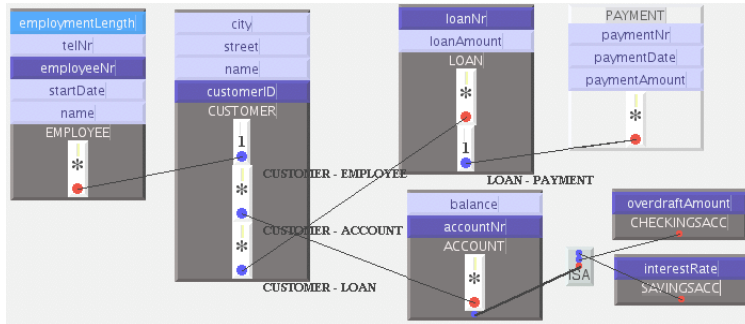 employmentLength
telNr
employeeNr
startDate
name
EMPLOYEE
*
city
street
name
customerID
CUSTOMER
1
*
*
CUSTOMER - EMPLOYEE
CUSTOMER - ACCOUNT
CUSTOMER - LOAN
loanNr
loanAmount
LOAN
*
1
LOAN - PAYMENT
PAYMENT
paymentNr
paymentDate
paymentAmount
*
balance
accountNr
ACCOUNT
*
ISA
overdraftAmount
CHECKINGSACC
interestRate
SAVINGSACC